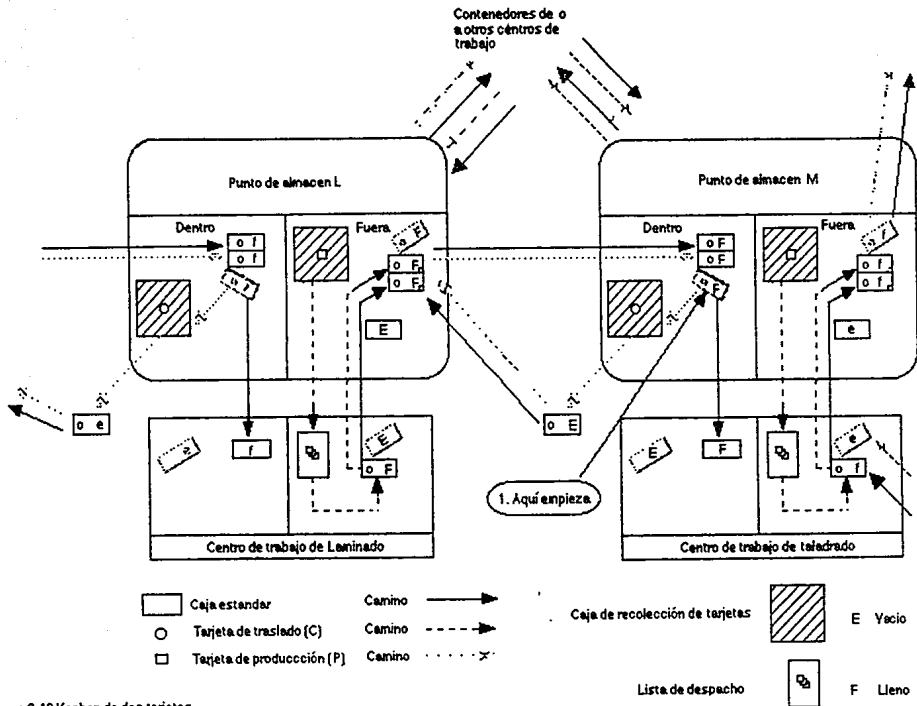 Contenedores de o
a otros céntros de
trabajo
Punto de almacen L
Punto de almacen M
Dentro
Fuera
Dentro
Fuera
o f
o f
o f
o F
o F
o F
E
o F
o F
o F
o f
o f
o f
e
o e
o E
e
f
E
o F
E
F
e
o f
1. Aquí empieza
Centro de trabajo de Laminado
Centro de trabajo de taladrado
Caja estandar
Tarjeta de traslado (C)
Tarjeta de produccción (P)
Camino
Camino
Camino
Caja de recolección de tarjetas
E Vacio
Lista de despacho
F Lleno
Kanban de dos tarjetas